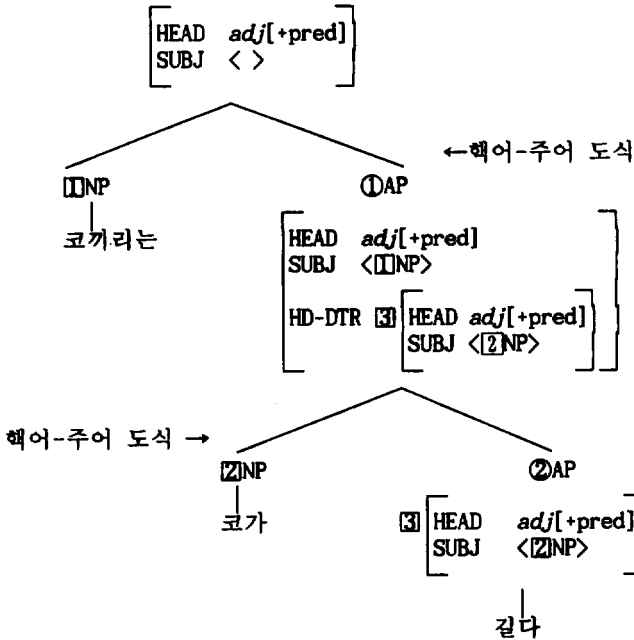 HEAD adj[+pred]
SUBJ < >
←핵어-주어 도식
1NP ①AP
코끼리는
HEAD adj[+pred]
SUBJ <1NP>
HD-DTR 3 HEAD adj[+pred]
SUBJ <2NP>
핵어-주어 도식 →
2NP ②AP
코가
3 HEAD adj[+pred]
SUBJ <2NP>
길다